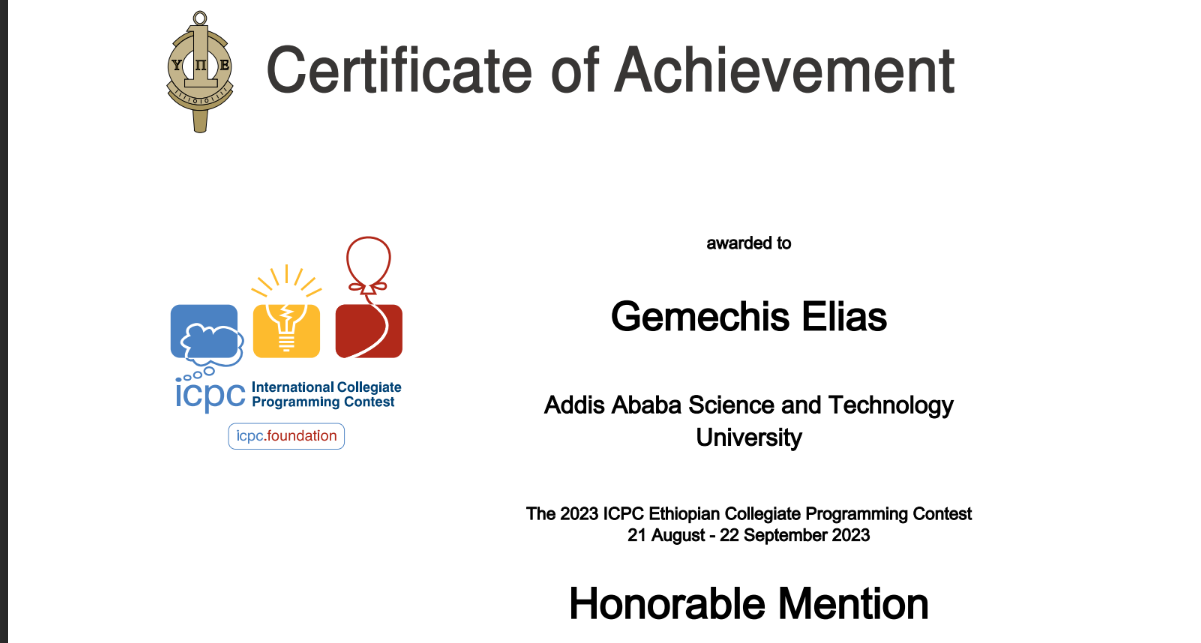 Υ Π Ε
Certificate of Achievement
awarded to
Gemechis Elias
Addis Ababa Science and Technology
University
icpc International Collegiate
Programming Contest
icpc.foundation
The 2023 ICPC Ethiopian Collegiate Programming Contest
21 August - 22 September 2023
Honorable Mention